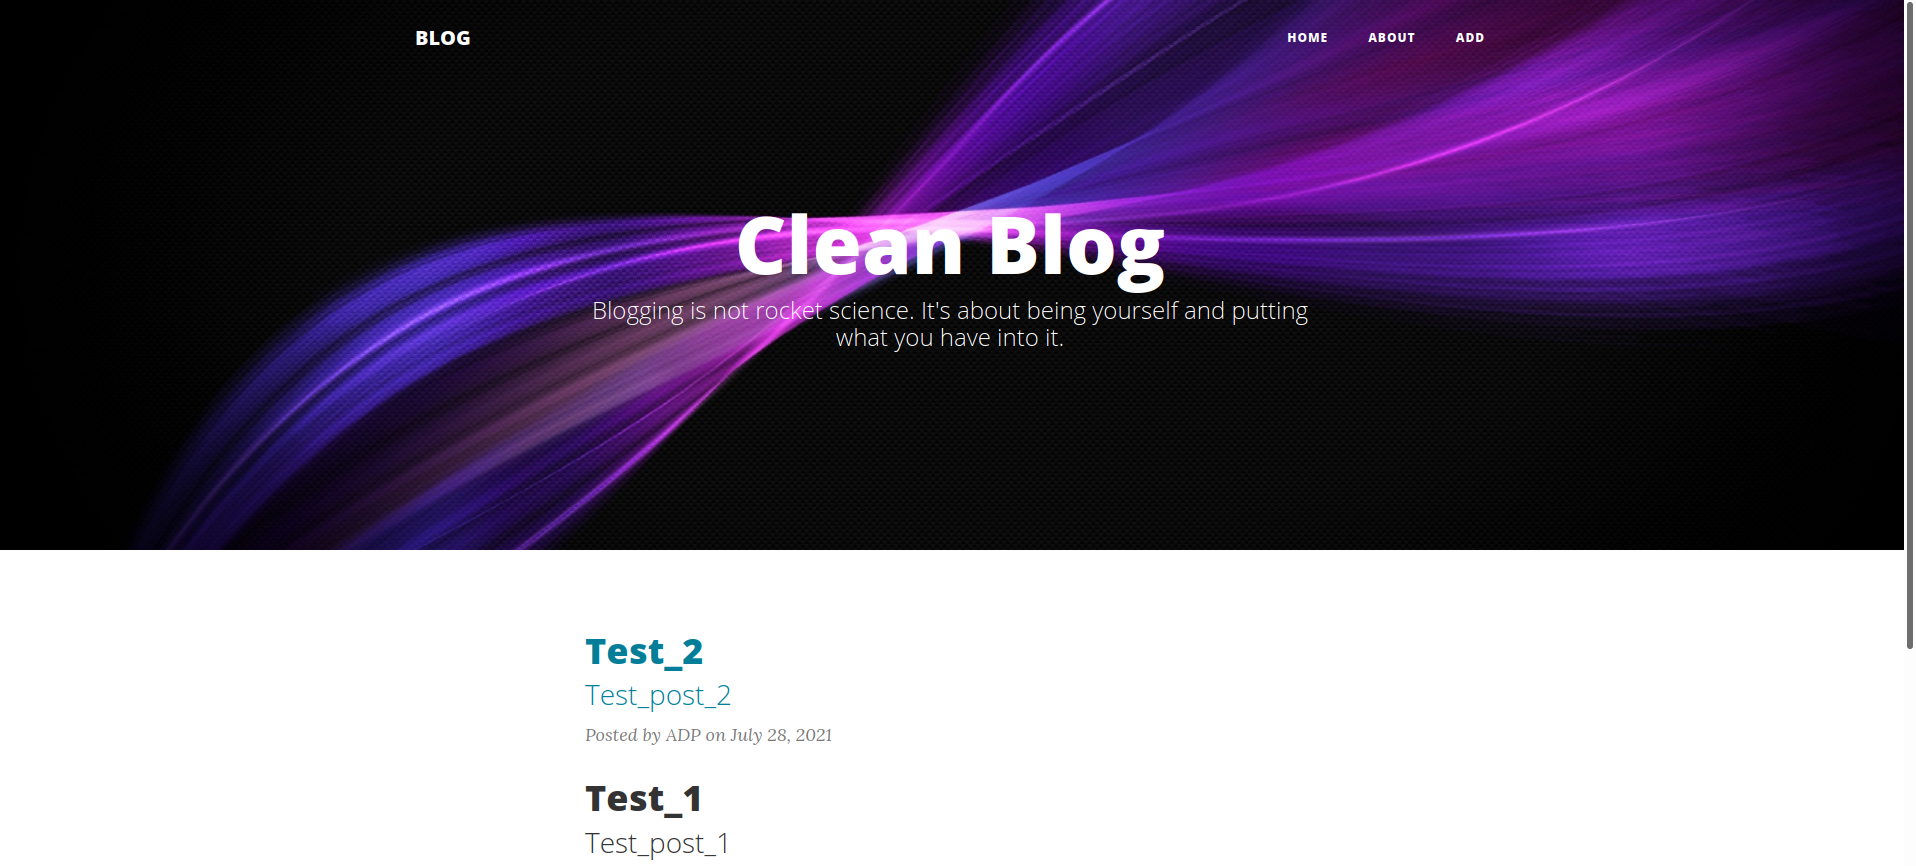 BLOG
HOME ABOUT ADD
Clean Blog
Blogging is not rocket science. It's about being yourself and putting
what you have into it.
Test_2
Test_post_2
Posted by ADP on July 28, 2021
Test_1
Test_post_1